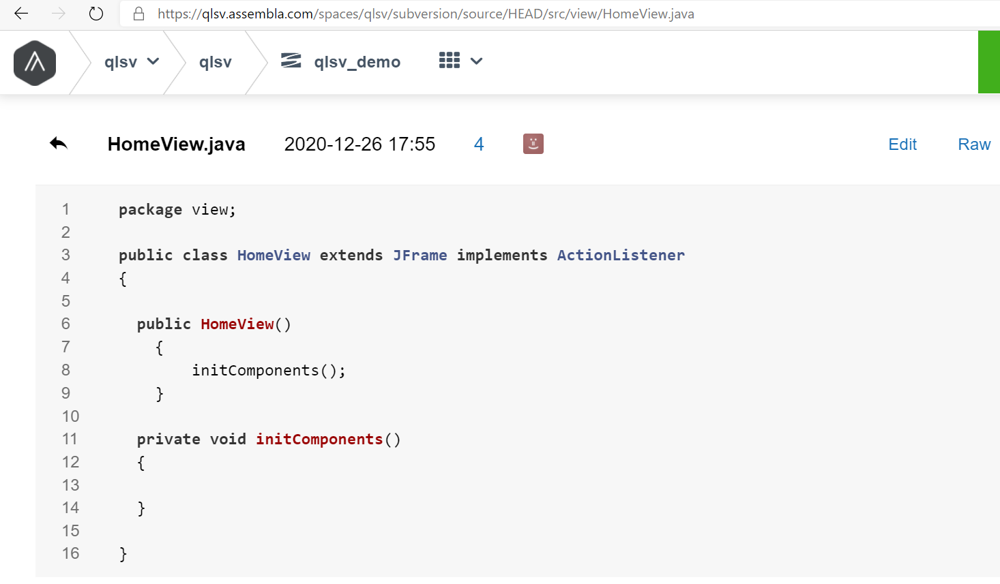 https://qlsv.assembla.com/spaces/qlsv/subversion/source/HEAD/src/view/HomeView.java
qlsv qlsv qlsv_demo
HomeView.java 2020-12-26 17:55 4 Edit Raw
1 package view;
2
3 public class HomeView extends JFrame implements ActionListener
4 {
5
6 public HomeView()
7 {
8 initComponents();
9 }
10
11 private void initComponents()
12 {
13
14 }
15
16 }